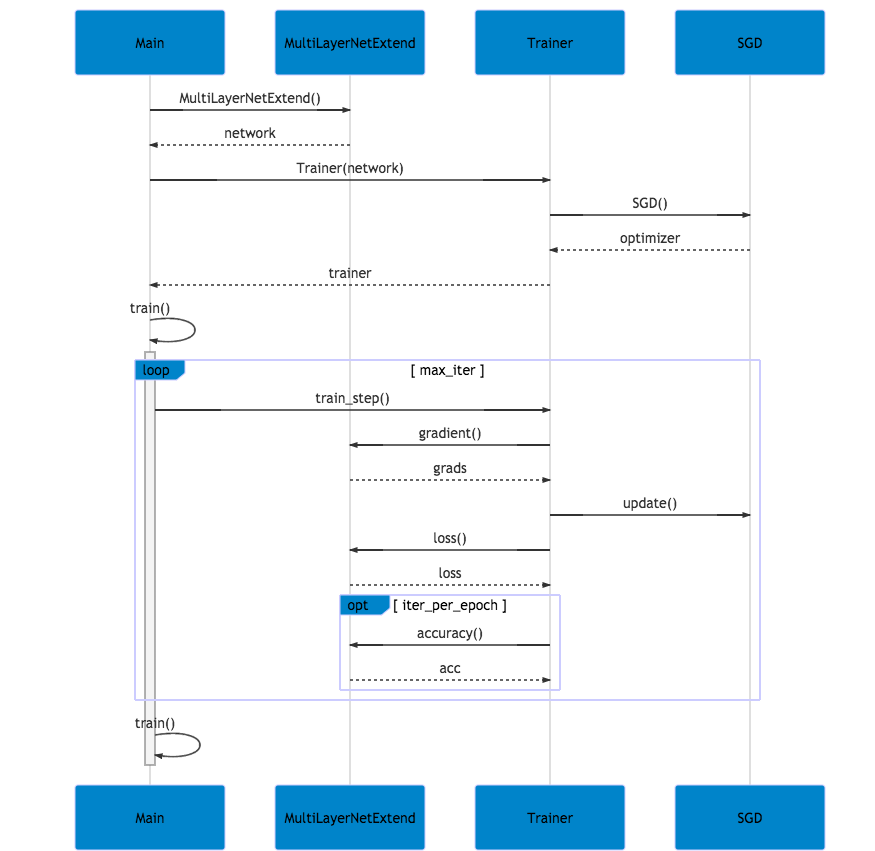 Main
MultiLayerNetExtend
Trainer
SGD
MultiLayerNetExtend()
network
Trainer(network)
SGD()
optimizer
trainer
train()
loop
[ max_iter ]
train_step()
gradient()
grads
update()
loss()
loss
opt
[ iter_per_epoch ]
accuracy()
acc
train()
Main
MultiLayerNetExtend
Trainer
SGD